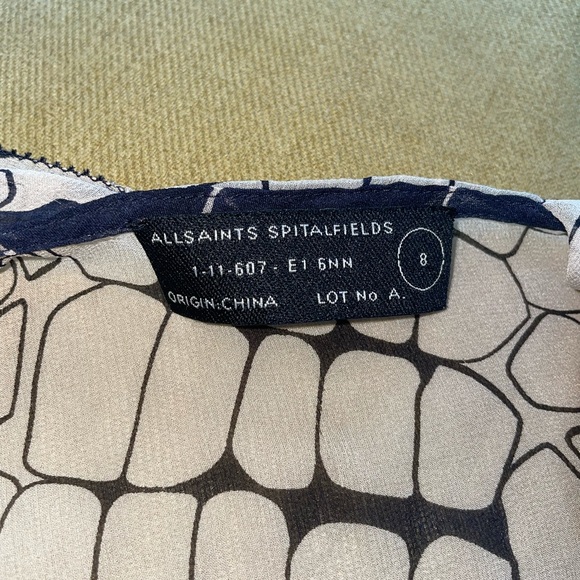 ALLSAINTS SPITALFIELDS
1-11-607 - E1 6NN
8
ORIGIN: CHINA LOT No A.